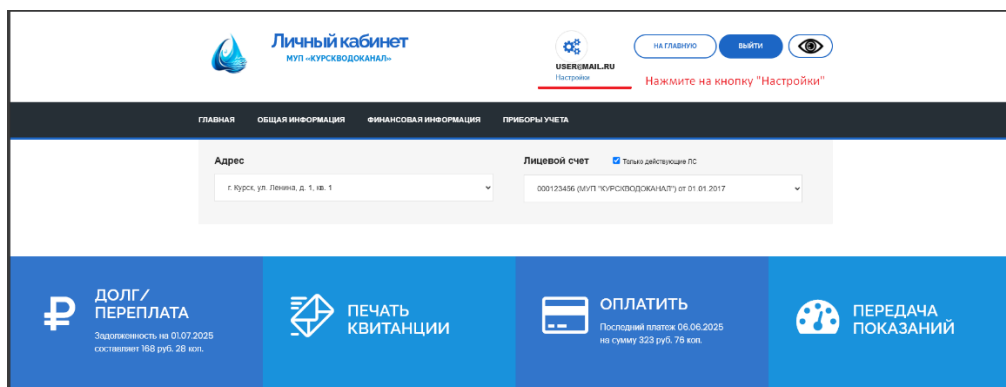 Личный кабинет
МУП «КУРСКВОДОКАНАЛ»
USER@MAIL.RU
Настройки
НА ГЛАВНУЮ
ВЫЙТИ
Нажмите на кнопку "Настройки"
ГЛАВНАЯ ОБЩАЯ ИНФОРМАЦИЯ ФИНАНСОВАЯ ИНФОРМАЦИЯ ПРИБОРЫ УЧЕТА
Адрес
г. Курск, ул. Ленина, д. 1, кв. 1
Лицевой счет
Только действующие ЛС
000123456 (МУП "КУРСКВОДОКАНАЛ") от 01.01.2017
ДОЛГ/
ПЕРЕПЛАТА
Задолженность на 01.07.2025
составляет 168 руб. 28 коп.
ПЕЧАТЬ
КВИТАНЦИИ
ОПЛАТИТЬ
Последний платеж 06.06.2025
на сумму 323 руб. 76 коп.
ПЕРЕДАЧА
ПОКАЗАНИЙ